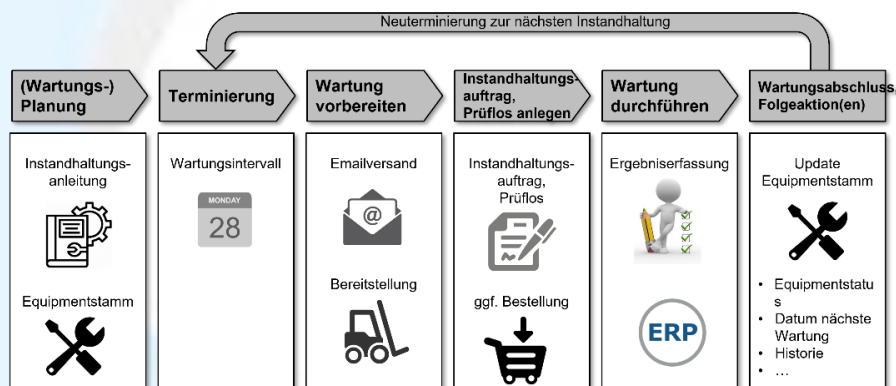 Neuterminierung zur nächsten Instandhaltung
(Wartungs-)
Planung
Terminierung
Wartung
vorbereiten
Instandhaltungs-
auftrag,
Prüflos anlegen
Wartung
durchführen
Wartungsabschluss,
Folgeaktion(en)
Instandhaltungs-
anleitung
Equipmentstamm
Wartungsintervall
MONDAY
28
Emailversand
@
Bereitstellung
Instandhaltungs-
auftrag,
Prüflos
ggf. Bestellung
Ergebniserfassung
ERP
Update
Equipmentstamm
• Equipmentstatu
s
• Datum nächste
Wartung
• Historie
• ...